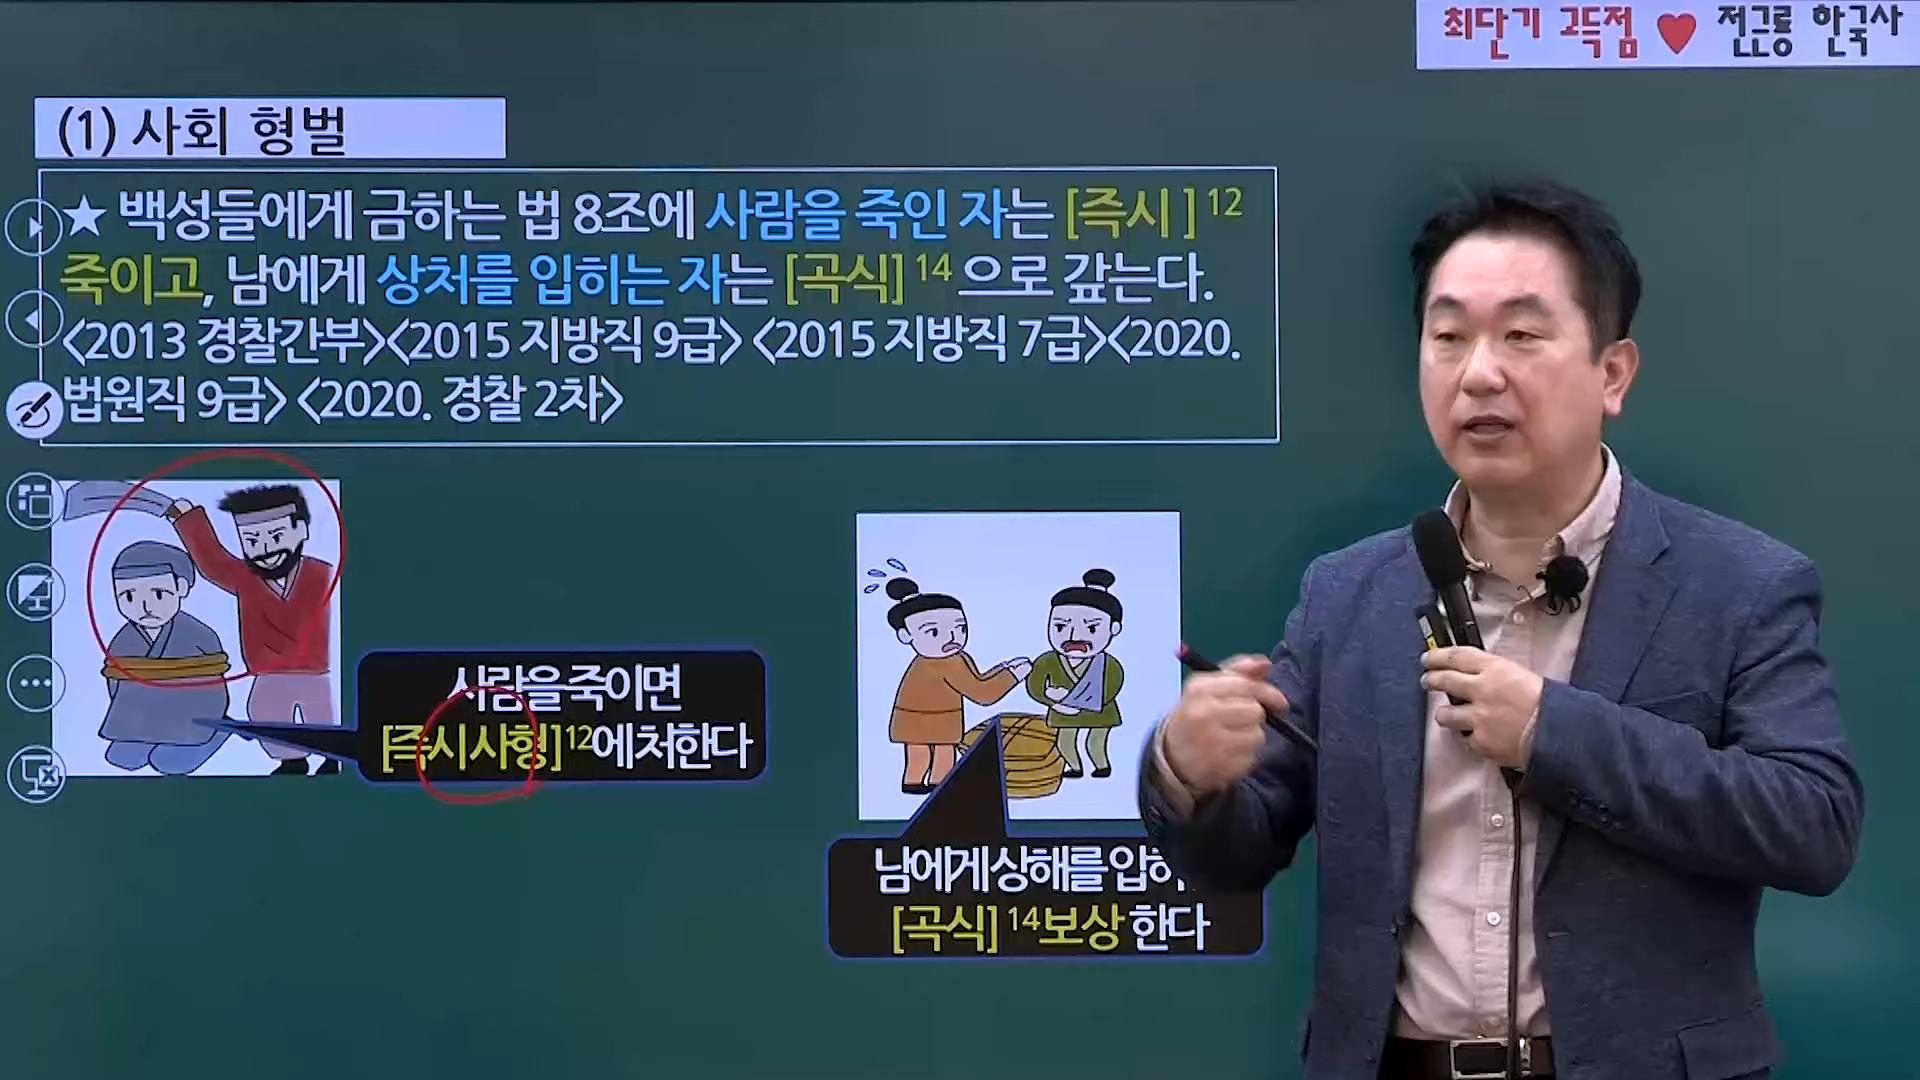 최단기 고득점 ♥ 전근룡 한국사
(1) 사회 형벌
★ 백성들에게 금하는 법 8조에 사람을 죽인 자는 [즉시 ] 12
죽이고, 남에게 상처를 입히는 자는 [곡식] 14 으로 갚는다.
<2013 경찰간부><2015 지방직 9급> <2015 지방직 7급><2020.
법원직 9급> <2020. 경찰 2차>
사람을 죽이면
[즉시 사형] 12에 처한다
남에게 상해를 입히
[곡식] 14 보상 한다